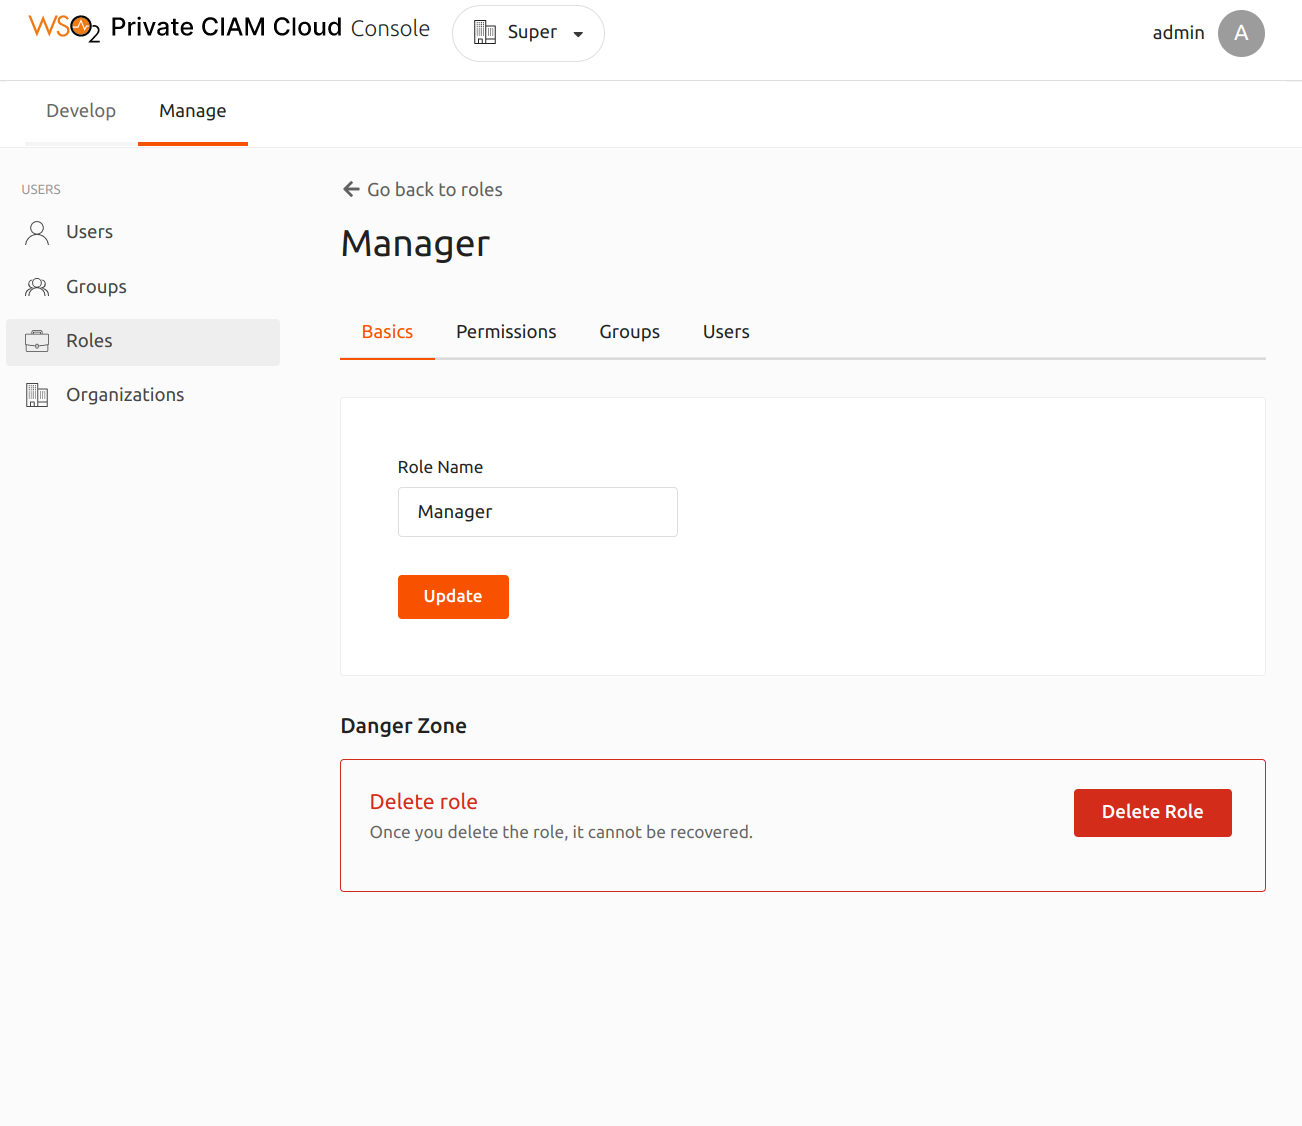 WSO2 Private CIAM Cloud Console
Super
admin
A
Develop
Manage
USERS
Users
Groups
Roles
Organizations
Go back to roles
Manager
Basics
Permissions
Groups
Users
Role Name
Manager
Update
Danger Zone
Delete role
Once you delete the role, it cannot be recovered.
Delete Role